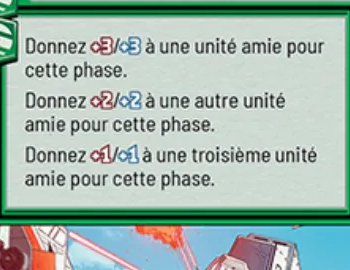 Donnez +3/+3 à une unité amie pour
cette phase.
Donnez +2/+2 à une autre unité
amie pour cette phase.
Donnez +1/+1 à une troisième unité
amie pour cette phase.